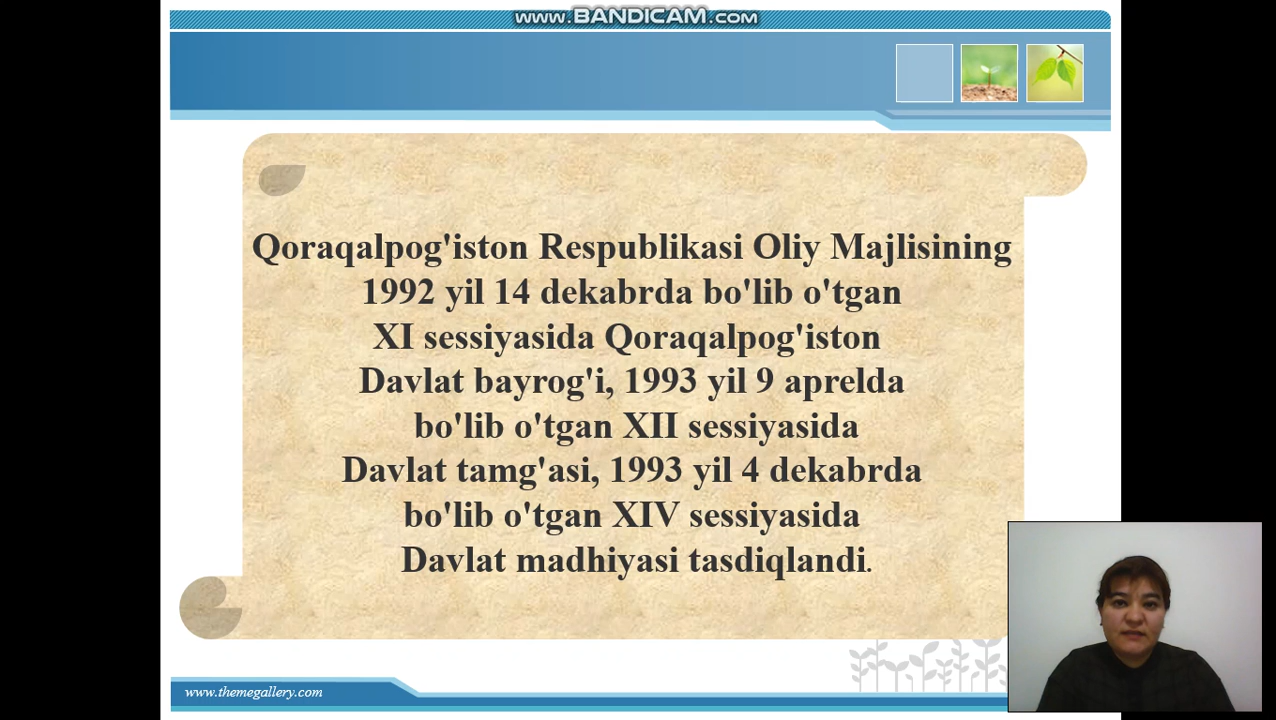 www.BANDICAM.com
Qoraqalpog'iston Respublikasi Oliy Majlisining
1992 yil 14 dekabrda bo'lib o'tgan
XI sessiyasida Qoraqalpog'iston
Davlat bayrog'i, 1993 yil 9 aprelda
bo'lib o'tgan XII sessiyasida
Davlat tamg'asi, 1993 yil 4 dekabrda
bo'lib o'tgan XIV sessiyasida
Davlat madhiyasi tasdiqlandi.
www.themegallery.com